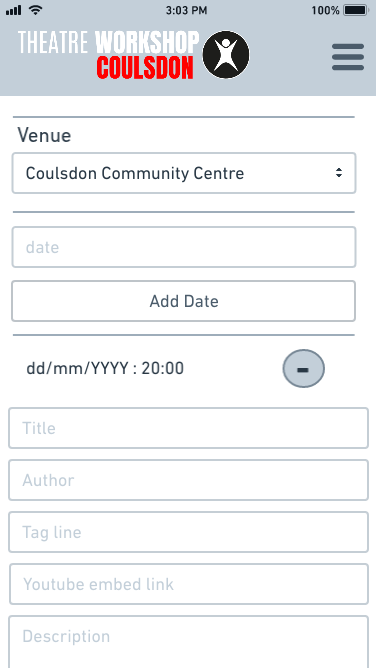 3:03 PM
100%
THEATRE WORKSHOP
COULSDON
Venue
Coulsdon Community Centre
date
Add Date
dd/mm/YYYY : 20:00
-
Title
Author
Tag line
Youtube embed link
Description